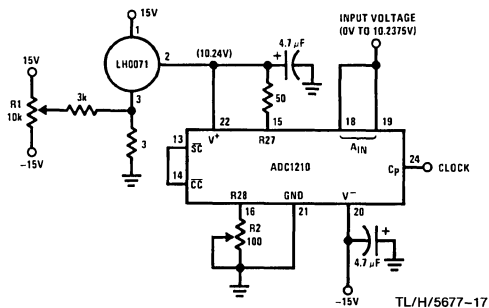 15V
1
LH0071
2
(10.24V)
4.7 µF
+
INPUT VOLTAGE
(0V TO 10.2375V)
15V
R1
10k
3k
3
3
–15V
50
22
15
18
19
V+
R27
AIN
13
SC
14
CC
ADC1210
24
CP
CLOCK
R28
GND
V–
16
21
20
R2
100
4.7 µF
+
–15V
TL/H/5677–17